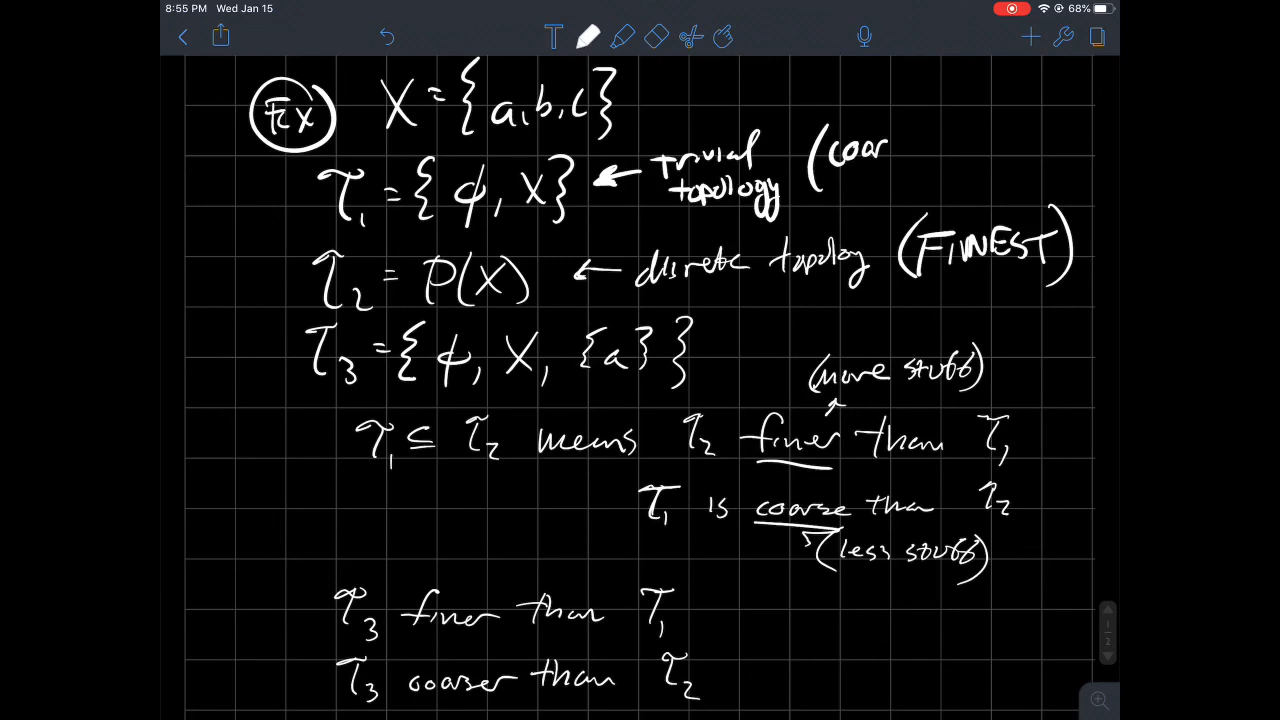 8:55 PM Wed Jan 15 68%
Ex X = {a, b, c}
τ₁ = {ϕ, X} ← Trivial topology (coar
τ₂ = P(X) ← discrete topology (FINEST)
τ₃ = {ϕ, X, {a}}
(more stuff)
τ₁ ⊆ τ₂ means τ₂ finer than τ₁
τ₁ is coarse than τ₂
(less stuff)
τ₃ finer than τ₁
τ₃ coarser than τ₂
1
2